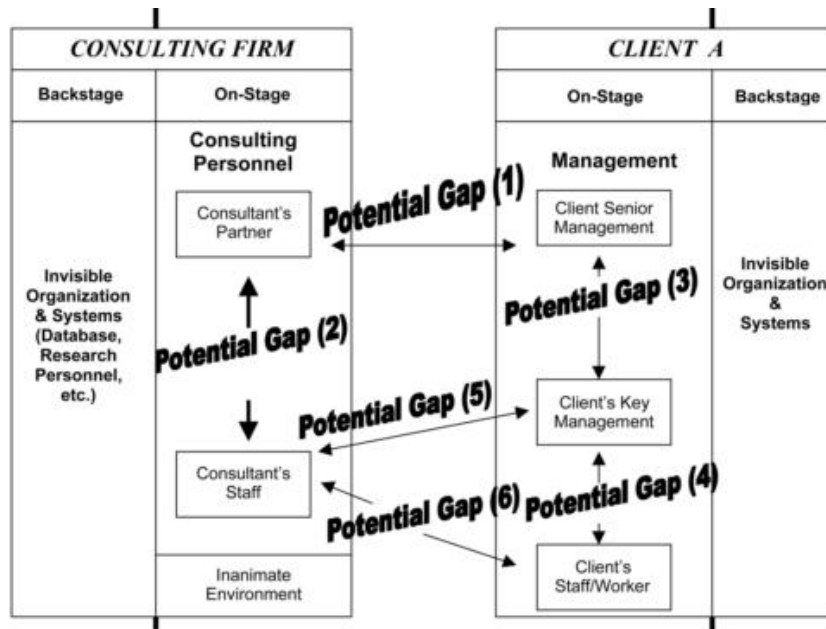 CONSULTING FIRM
Backstage
On-Stage
Invisible
Organization
& Systems
(Database,
Research
Personnel,
etc.)
Consulting
Personnel
Consultant's
Partner
Potential Gap (2)
Consultant's
Staff
Inanimate
Environment
Potential Gap (1)
Potential Gap (5)
Potential Gap (6)
CLIENT A
On-Stage
Backstage
Management
Client Senior
Management
Potential Gap (3)
Client's Key
Management
Potential Gap (4)
Client's
Staff/Worker
Invisible
Organization
&
Systems